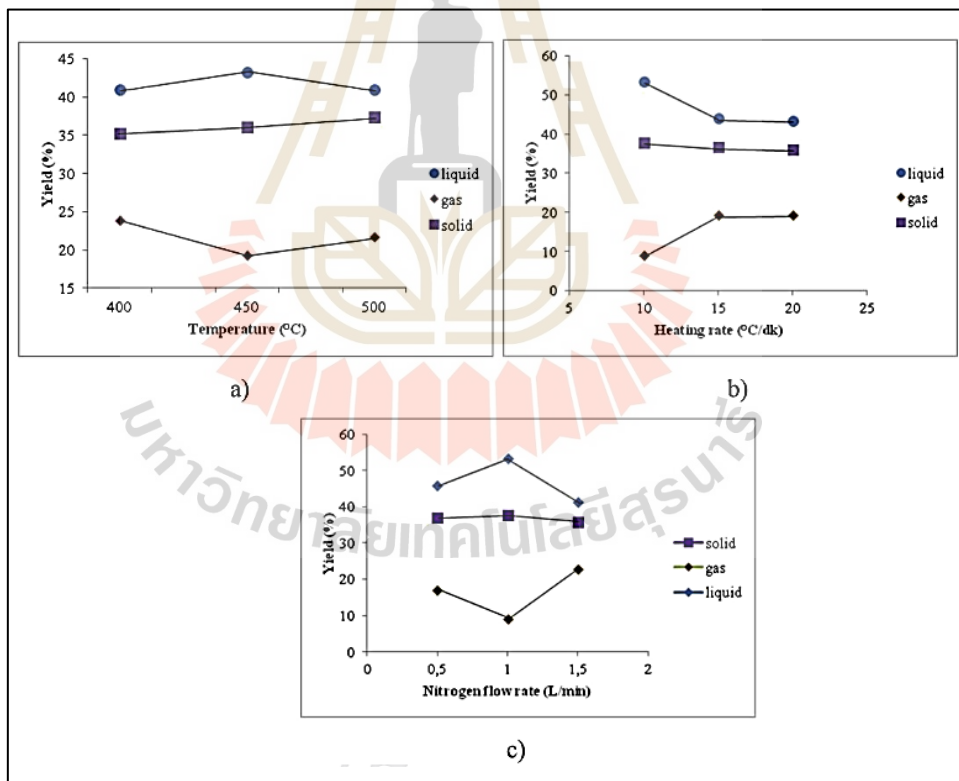 45
40
35
30
25
20
15
Yield (%)
400
450
500
Temperature (ºC)
liquid
gas
solid
a)
60
50
40
30
20
10
0
Yield (%)
5
10
15
20
25
Heating rate (ºC/dk)
liquid
gas
solid
b)
60
50
40
30
20
10
0
Yield (%)
0
0,5
1
1,5
2
Nitrogen flow rate (L/min)
solid
gas
liquid
c)
มหาวิทยาลัยเทคโนโลยีสุรนารี